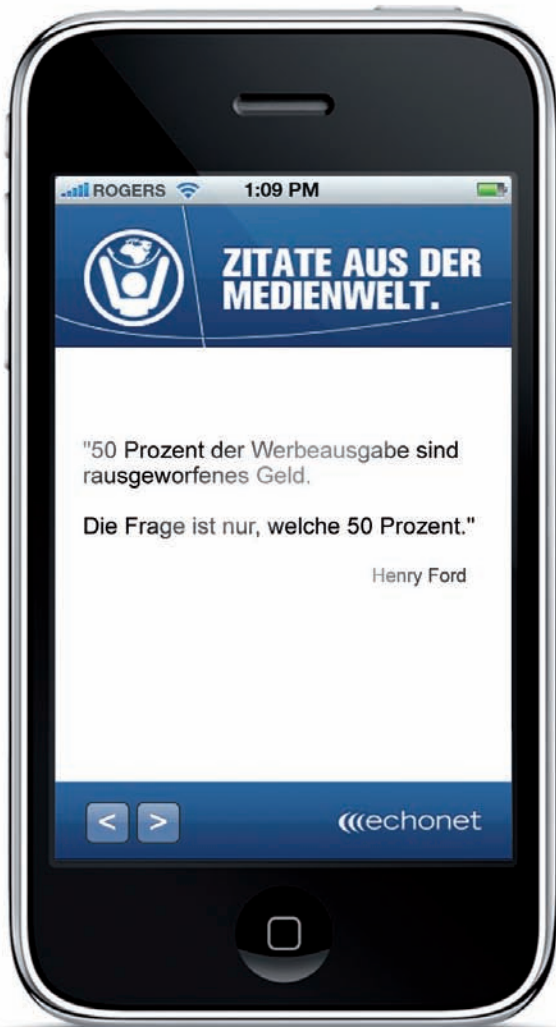 ROGERS 1:09 PM
ZITATE AUS DER
MEDIENWELT.
"50 Prozent der Werbeausgabe sind
rausgeworfenes Geld.
Die Frage ist nur, welche 50 Prozent."
Henry Ford
< >
echonet